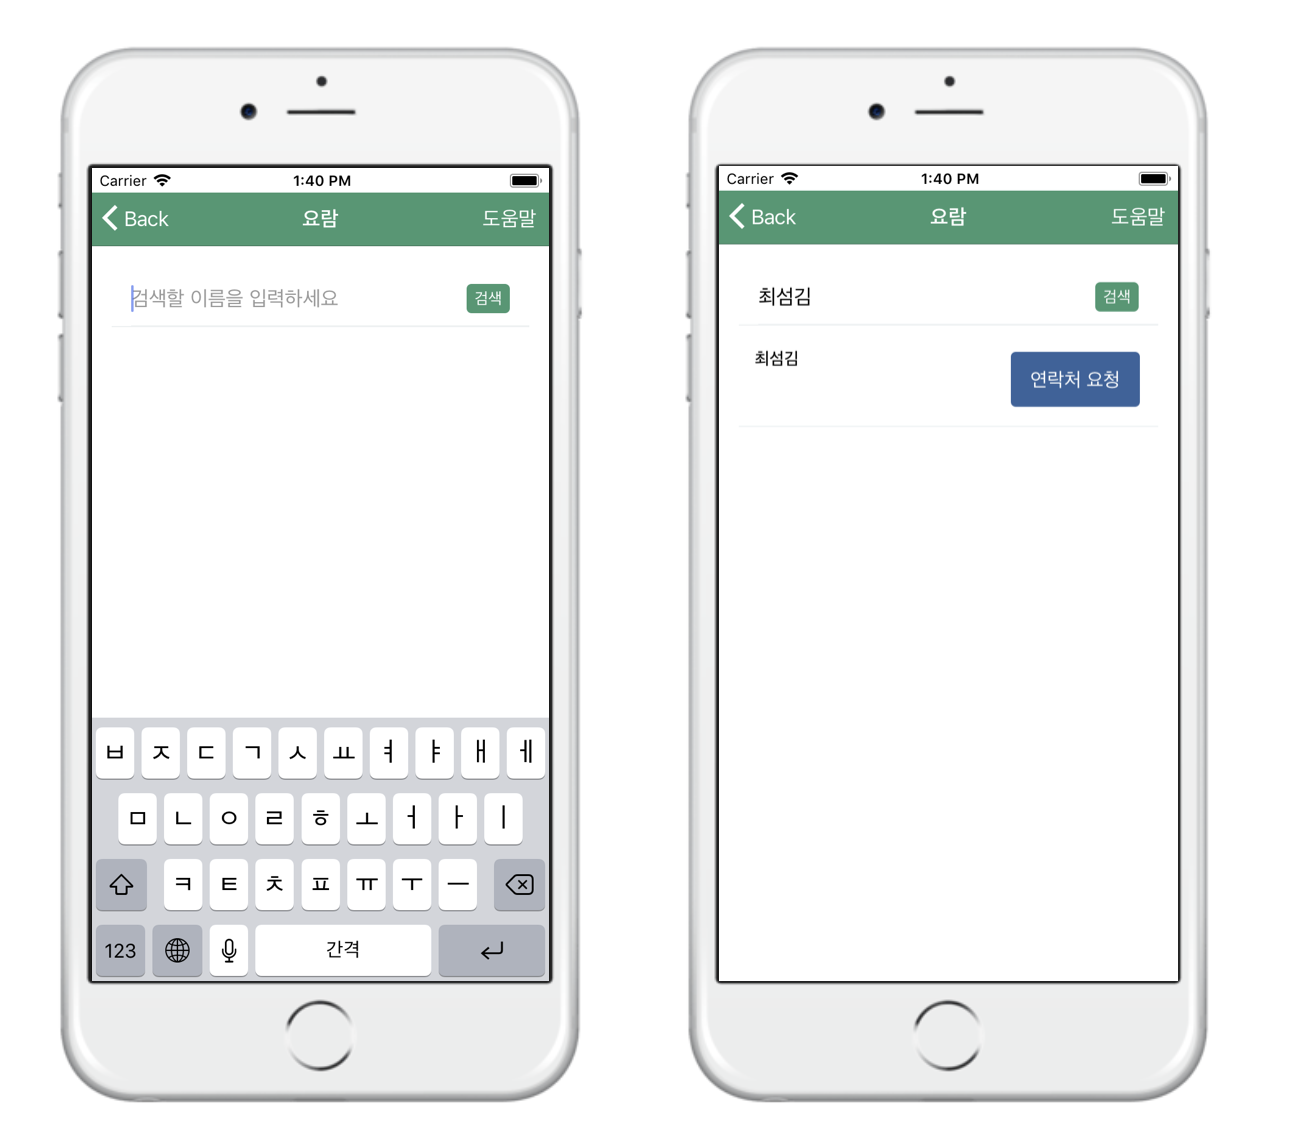 Carrier 1:40 PM
Back 요람 도움말
검색할 이름을 입력하세요 검색
ㅂ ㅈ ㄷ ㄱ ㅅ ㅛ ㅕ ㅑ ㅐ ㅔ
ㅁ ㄴ ㅇ ㄹ ㅎ ㅗ ㅓ ㅏ ㅣ
ㅋ ㅌ ㅊ ㅍ ㅠ ㅜ ㅡ
123 간격
Carrier 1:40 PM
Back 요람 도움말
최섬김 검색
최섬김 연락처 요청